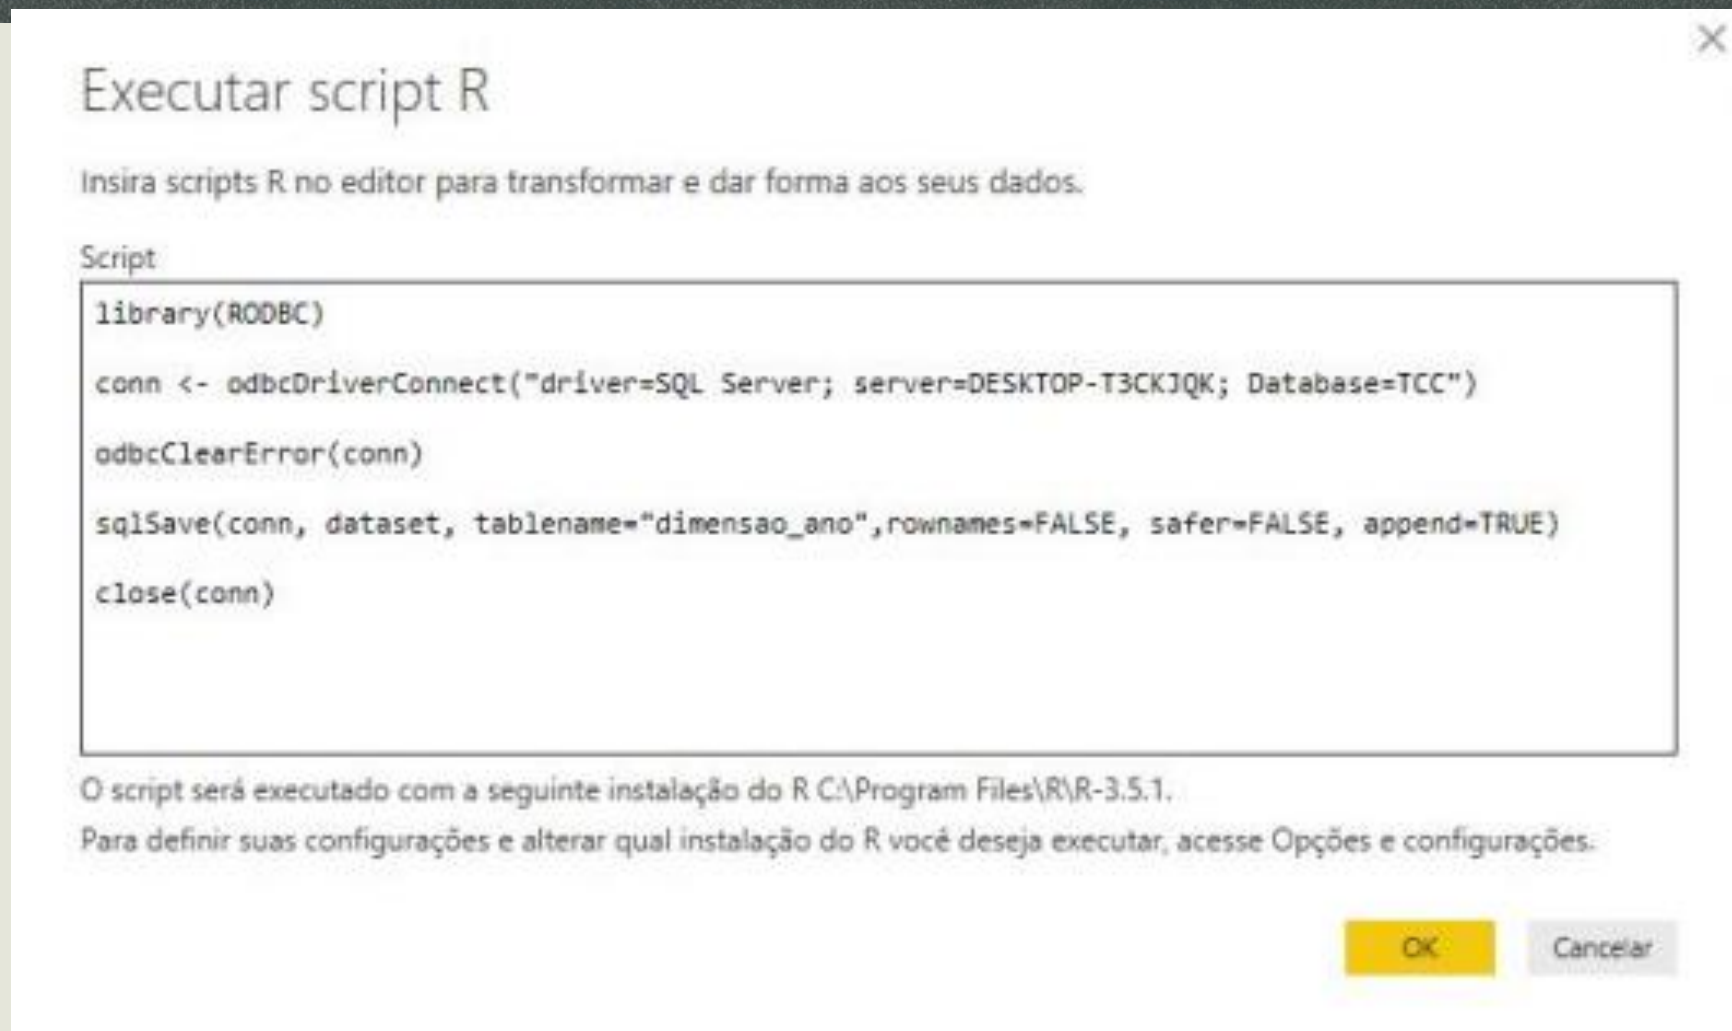 Executar script R
Insira scripts R no editor para transformar e dar forma aos seus dados.
Script
library(RODBC)
conn <- odbcDriverConnect("driver=SQL Server; server=DESKTOP-T3CKJQK; Database=TCC")
odbcClearError(conn)
sqlSave(conn, dataset, tablename="dimensao_ano",rownames=FALSE, safer=FALSE, append=TRUE)
close(conn)
O script será executado com a seguinte instalação do R C:\Program Files\R\R-3.5.1.
Para definir suas configurações e alterar qual instalação do R você deseja executar, acesse Opções e configurações.
OK Cancelar